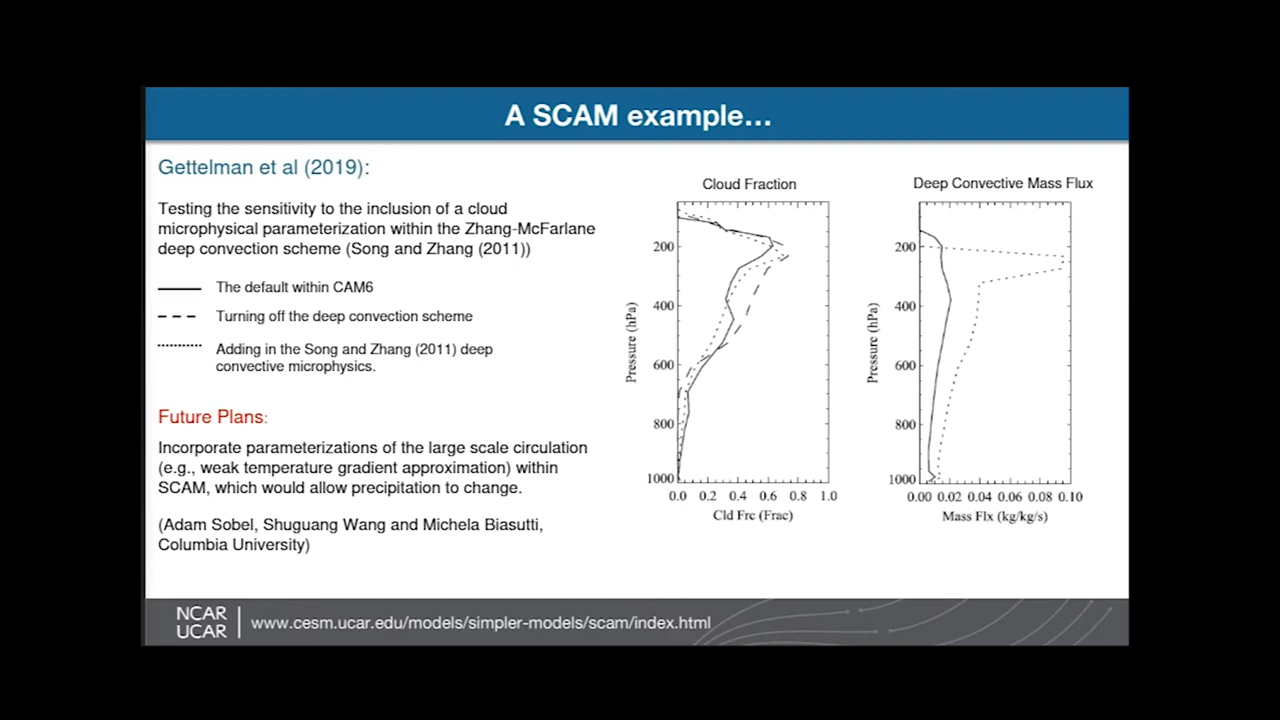 A SCAM example...
Gettelman et al (2019):
Testing the sensitivity to the inclusion of a cloud
microphysical parameterization within the Zhang-McFarlane
deep convection scheme (Song and Zhang (2011))
The default within CAM6
Turning off the deep convection scheme
Adding in the Song and Zhang (2011) deep
convective microphysics.
Future Plans:
Incorporate parameterizations of the large scale circulation
(e.g., weak temperature gradient approximation) within
SCAM, which would allow precipitation to change.
(Adam Sobel, Shuguang Wang and Michela Biasutti,
Columbia University)
Cloud Fraction
Pressure (hPa)
200
400
600
800
1000
0.0 0.2 0.4 0.6 0.8 1.0
Cld Frc (Frac)
Deep Convective Mass Flux
Pressure (hPa)
200
400
600
800
1000
0.00 0.02 0.04 0.06 0.08 0.10
Mass Flx (kg/kg/s)
NCAR
UCAR
www.cesm.ucar.edu/models/simpler-models/scam/index.html